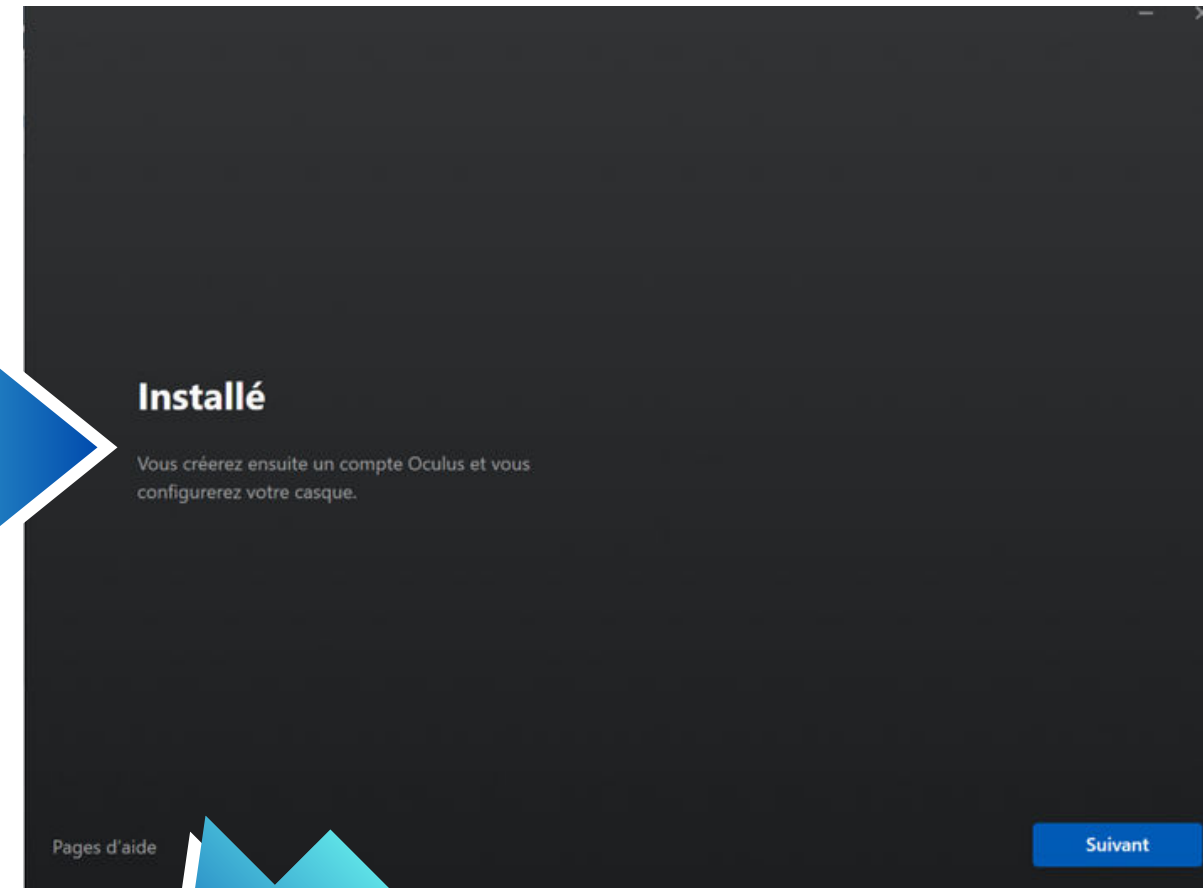 Installé
Vous créerez ensuite un compte Oculus et vous
configurerez votre casque.
Pages d'aide
Suivant